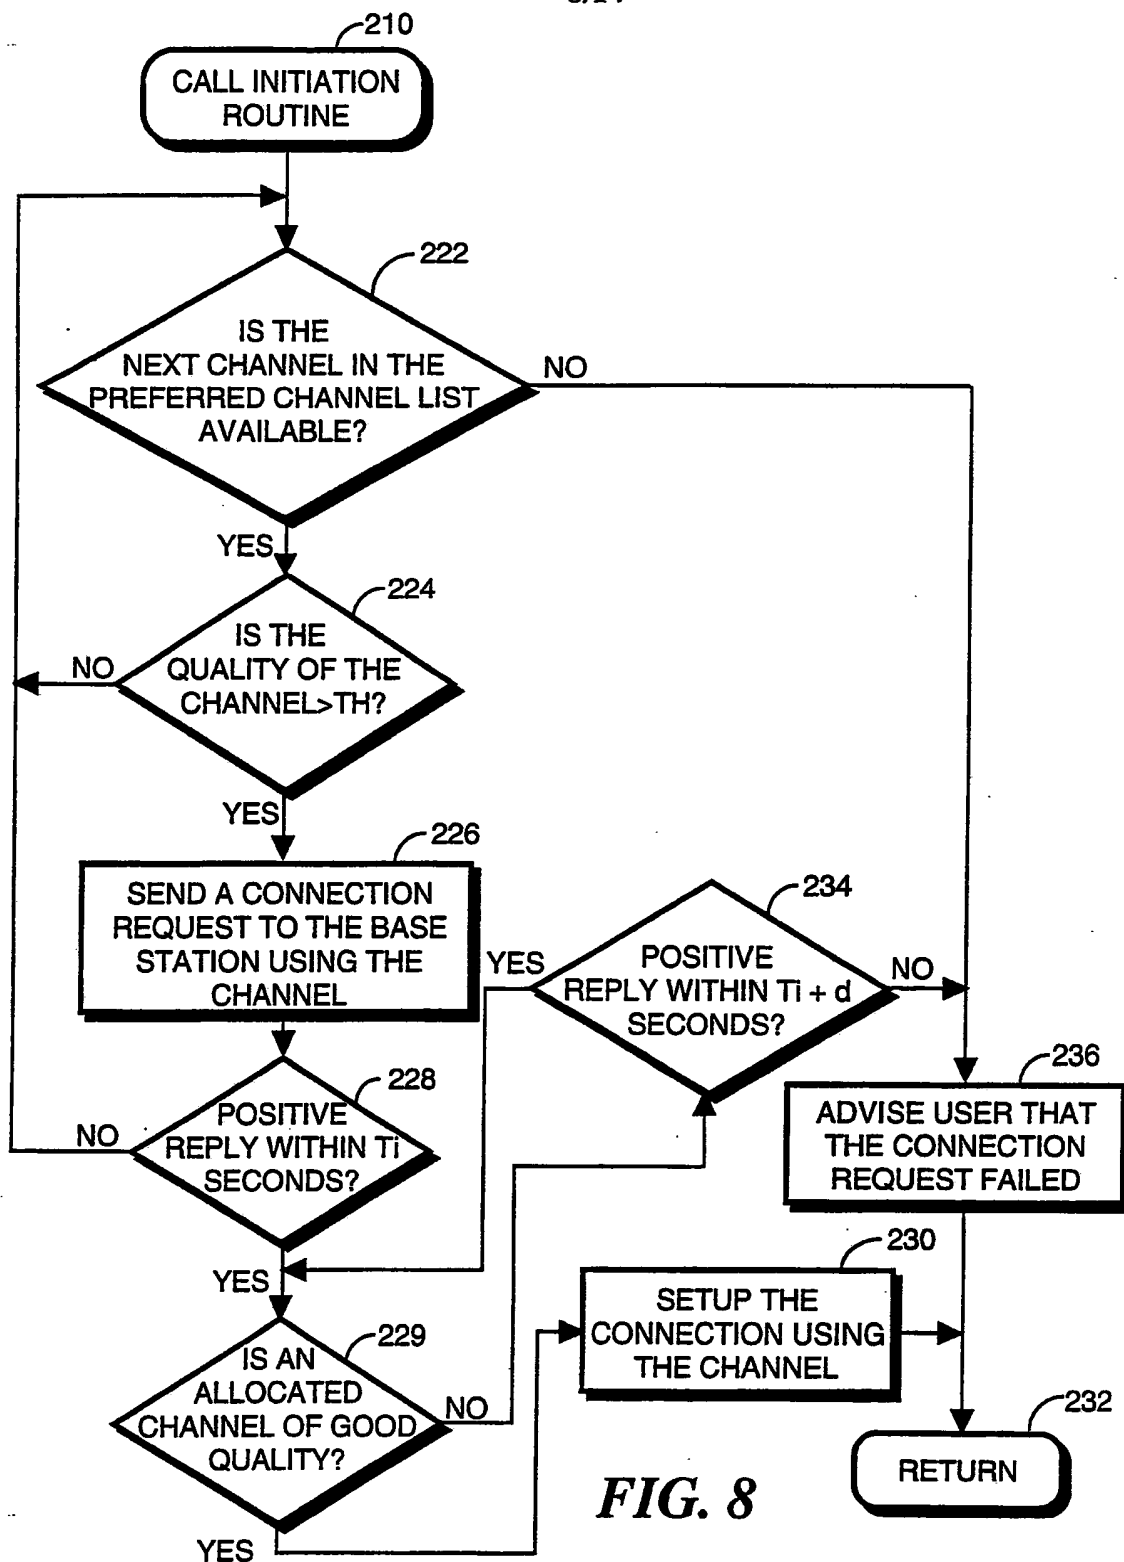 210
CALL INITIATION
ROUTINE
222
IS THE
NEXT CHANNEL IN THE
PREFERRED CHANNEL LIST
AVAILABLE?
NO
YES
224
IS THE
QUALITY OF THE
CHANNEL>TH?
NO
YES
226
SEND A CONNECTION
REQUEST TO THE BASE
STATION USING THE
CHANNEL
234
POSITIVE
REPLY WITHIN Ti + d
SECONDS?
YES
NO
228
POSITIVE
REPLY WITHIN Ti
SECONDS?
NO
YES
236
ADVISE USER THAT
THE CONNECTION
REQUEST FAILED
229
IS AN
ALLOCATED
CHANNEL OF GOOD
QUALITY?
NO
YES
230
SETUP THE
CONNECTION USING
THE CHANNEL
232
RETURN
FIG. 8